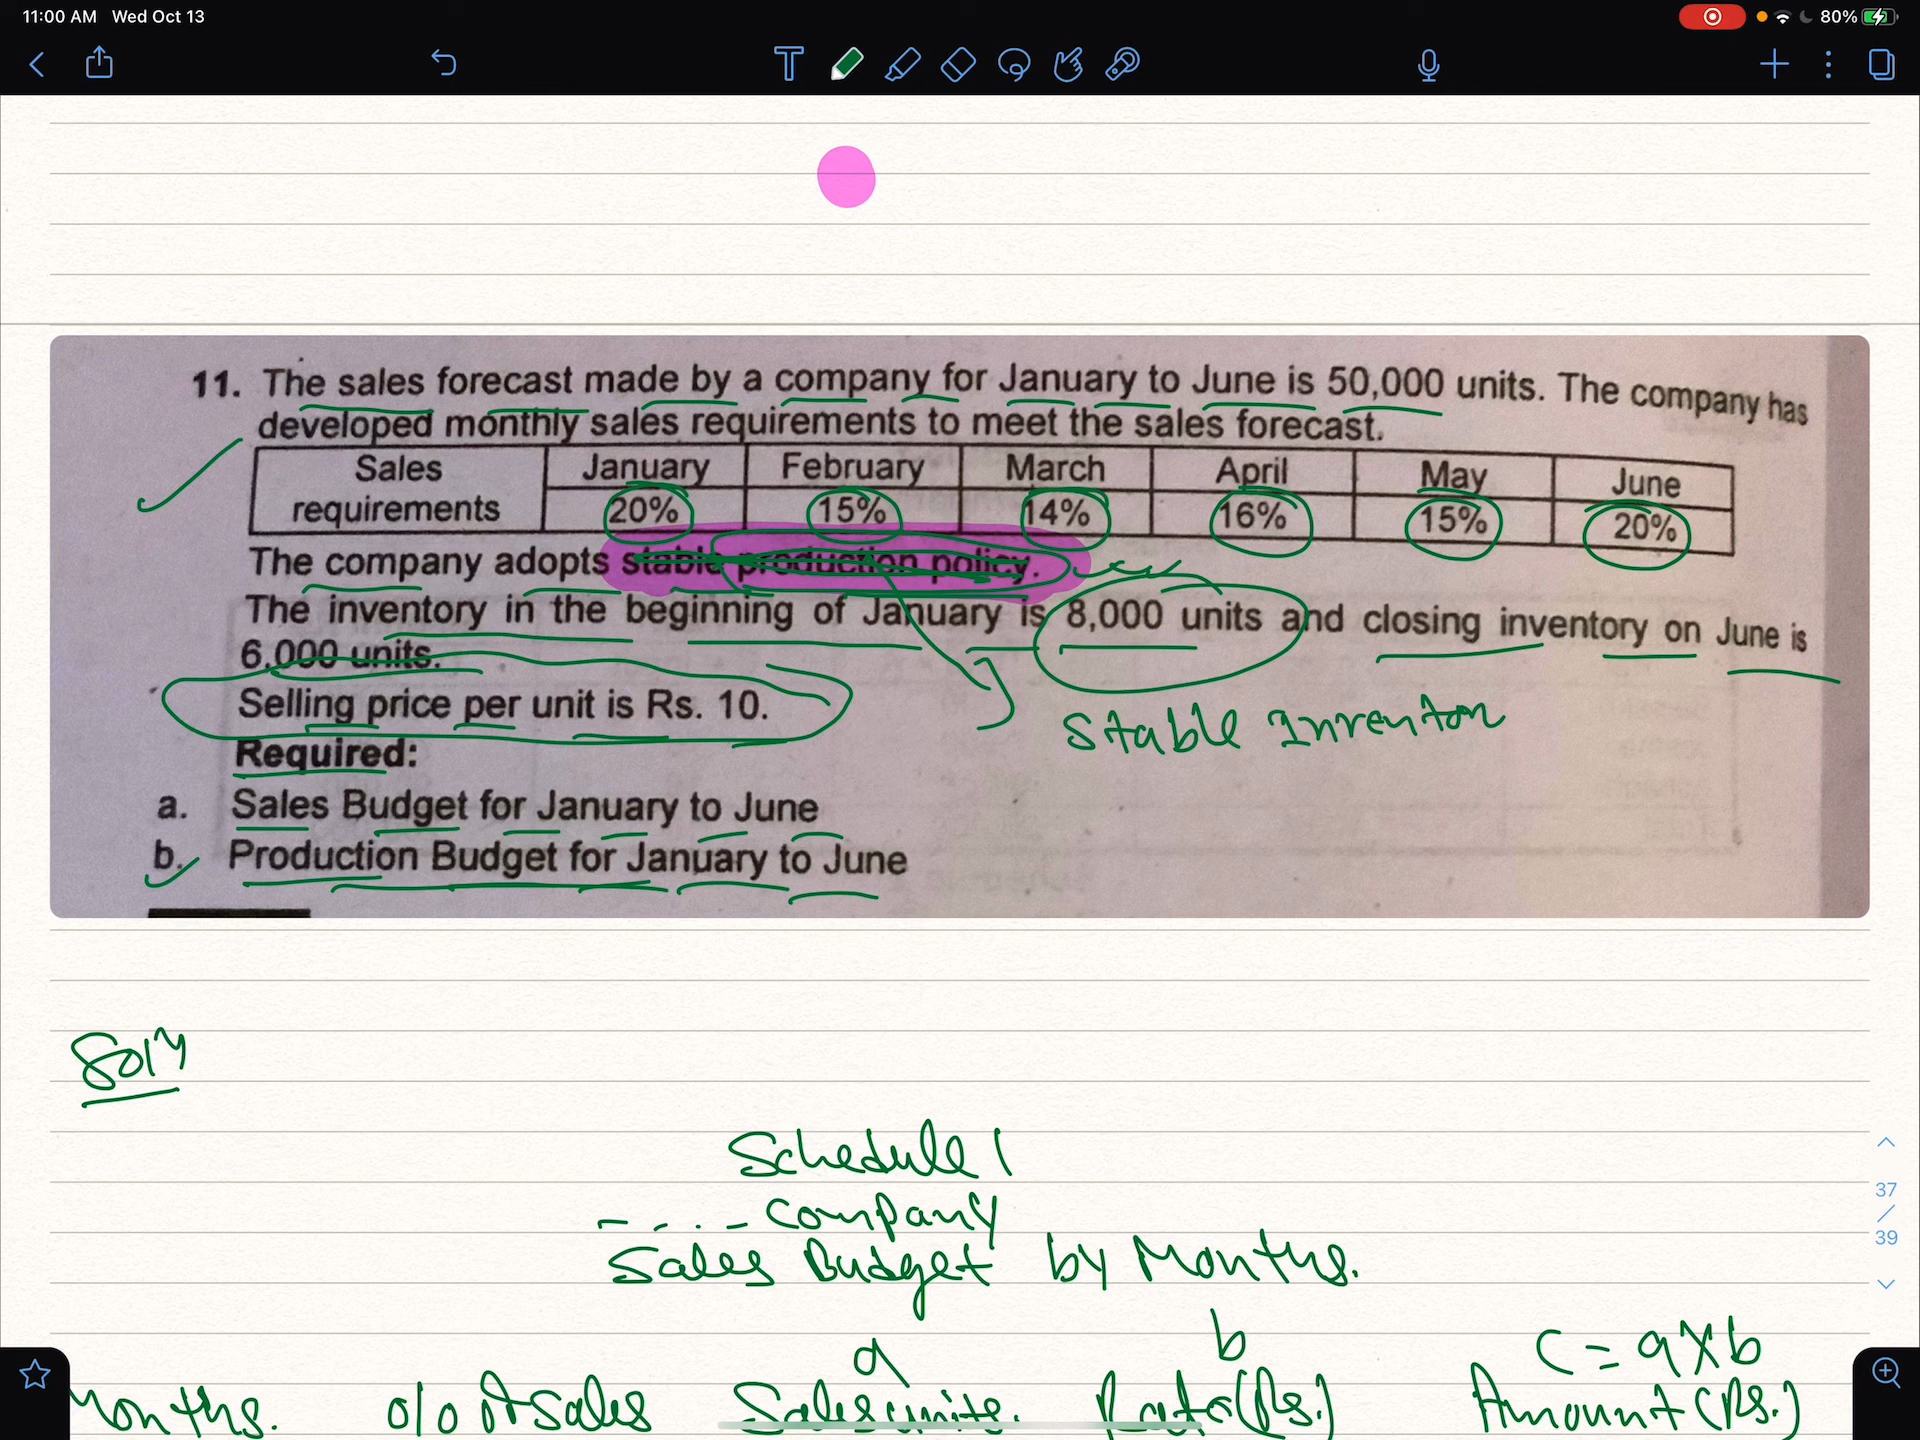 11:00 AM Wed Oct 13
80%
11. The sales forecast made by a company for January to June is 50,000 units. The company has
developed monthly sales requirements to meet the sales forecast.
Sales requirements January February March April May June
20% 15% 14% 16% 15% 20%
The company adopts stable production policy.
The inventory in the beginning of January is 8,000 units and closing inventory on June is
6,000 units.
Selling price per unit is Rs. 10.
Stable Inventory
Required:
a. Sales Budget for January to June
b. Production Budget for January to June
Soln
Schedule 1
37
/
39
-...- Company
Sales Budget by Months.
a b c = a x b
Months. o/o of Sales Sales units. Rate (Rs.) Amount (Rs.)